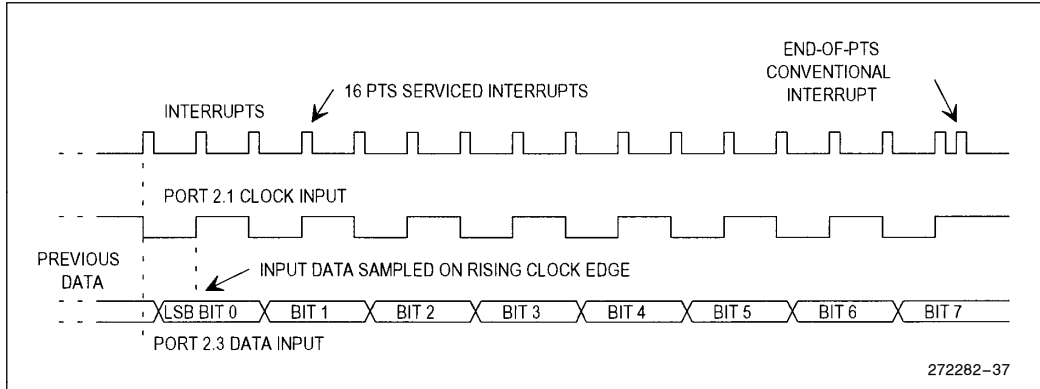 END-OF-PTS
CONVENTIONAL
INTERRUPT
16 PTS SERVICED INTERRUPTS
INTERRUPTS
PORT 2.1 CLOCK INPUT
PREVIOUS
DATA
INPUT DATA SAMPLED ON RISING CLOCK EDGE
LSB BIT 0 BIT 1 BIT 2 BIT 3 BIT 4 BIT 5 BIT 6 BIT 7
PORT 2.3 DATA INPUT
272282-37